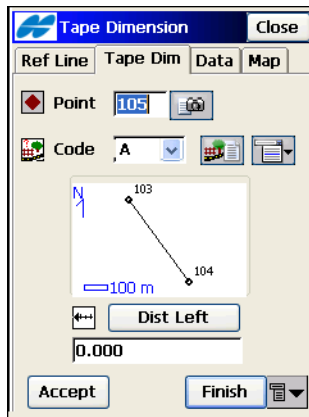 Tape Dimension Close
Ref Line Tape Dim Data Map
Point 105
Code A
N
103
104
100 m
Dist Left
0.000
Accept Finish